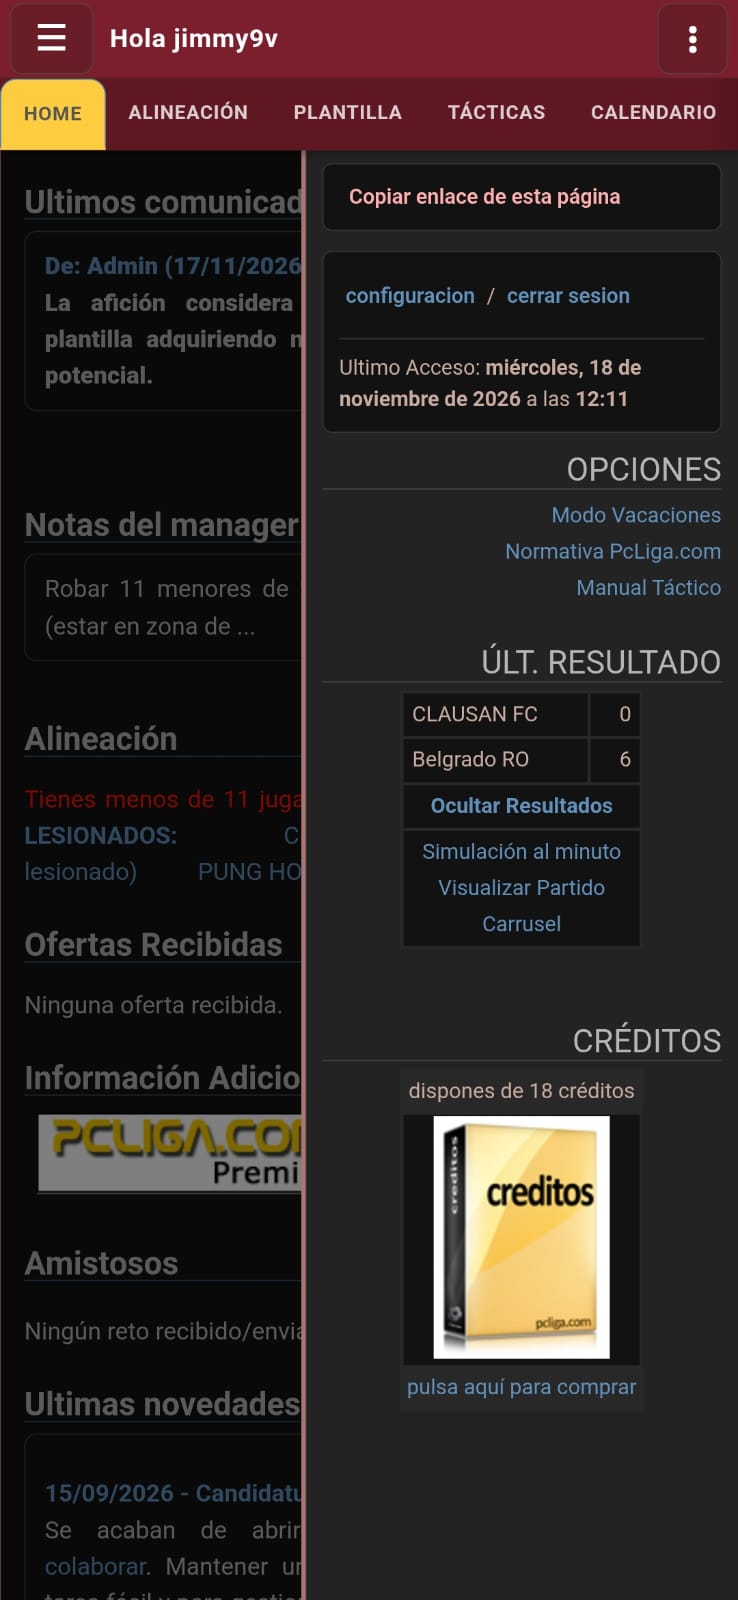 Hola jimmy9v
HOME
ALINEACIÓN
PLANTILLA
TÁCTICAS
CALENDARIO
Ultimos comunicad
De: Admin (17/11/2026
La afición considera
plantilla adquiriendo
potencial.
Notas del manager
Robar 11 menores de
(estar en zona de ...
Alineación
Tienes menos de 11 juga
LESIONADOS: C
lesionado) PUNG HO
Ofertas Recibidas
Ninguna oferta recibida.
Información Adicio
PCLIGA.CO
Premi
Amistosos
Ningún reto recibido/envia
Ultimas novedades
15/09/2026 - Candidatu
Se acaban de abrir
colaborar. Mantener un
Copiar enlace de esta página
configuracion / cerrar sesion
Ultimo Acceso: miércoles, 18 de
noviembre de 2026 a las 12:11
OPCIONES
Modo Vacaciones
Normativa PcLiga.com
Manual Táctico
ÚLT. RESULTADO
CLAUSAN FC 0
Belgrado RO 6
Ocultar Resultados
Simulación al minuto
Visualizar Partido
Carrusel
CRÉDITOS
dispones de 18 créditos
creditos
creditos
pcliga.com
pulsa aquí para comprar